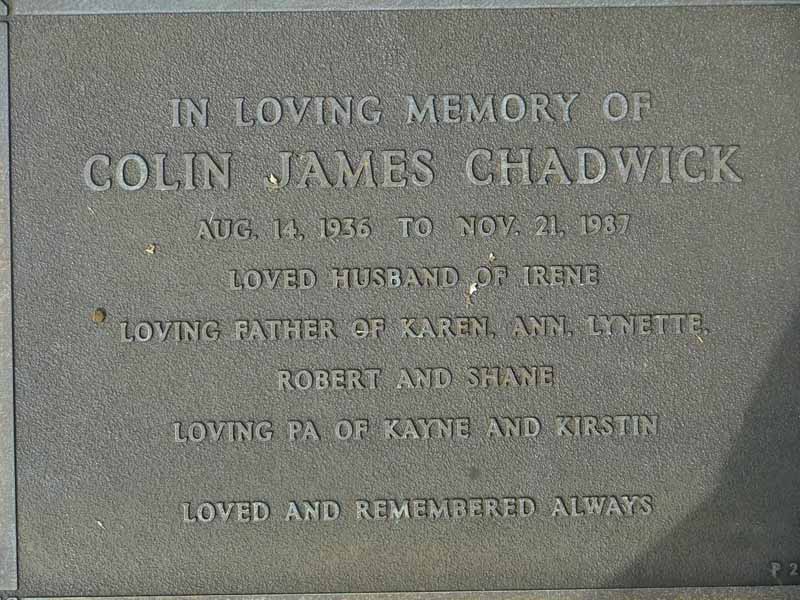 IN LOVING MEMORY OF
COLIN JAMES CHADWICK
AUG. 14, 1936 TO NOV. 21, 1987
LOVED HUSBAND OF IRENE
LOVING FATHER OF KAREN, ANN, LYNETTE,
ROBERT AND SHANE
LOVING PA OF KAYNE AND KIRSTIN
LOVED AND REMEMBERED ALWAYS
P 2